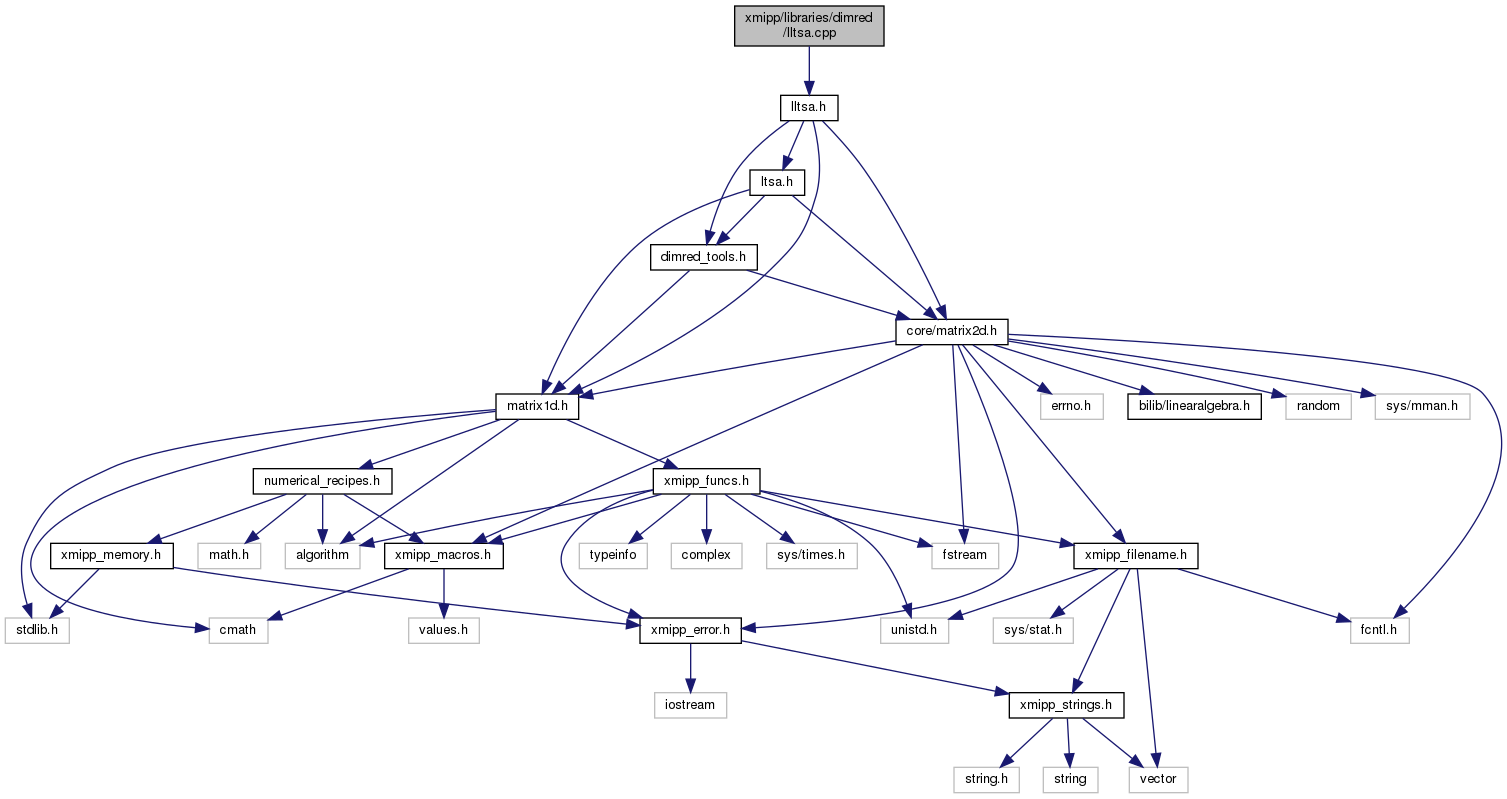 xmipp/libraries/dimred
/lltsa.cpp
lltsa.h
ltsa.h
dimred_tools.h
core/matrix2d.h
matrix1d.h
errno.h
bilib/linearalgebra.h
random
sys/mman.h
numerical_recipes.h
xmipp_funcs.h
xmipp_memory.h
math.h
algorithm
xmipp_macros.h
typeinfo
complex
sys/times.h
fstream
xmipp_filename.h
stdlib.h
cmath
values.h
xmipp_error.h
unistd.h
sys/stat.h
fcntl.h
iostream
xmipp_strings.h
string.h
string
vector